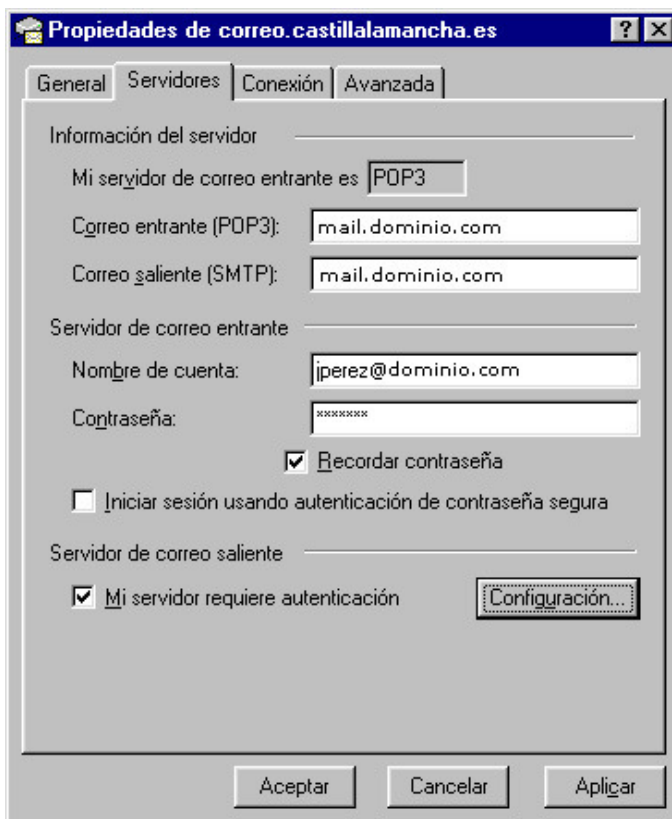 Propiedades de correo.castillalamancha.es
General Servidores Conexión Avanzada
Información del servidor
Mi servidor de correo entrante es POP3
Correo entrante (POP3): mail.dominio.com
Correo saliente (SMTP): mail.dominio.com
Servidor de correo entrante
Nombre de cuenta: jperez@dominio.com
Contraseña: *******
Recordar contraseña
Iniciar sesión usando autenticación de contraseña segura
Servidor de correo saliente
Mi servidor requiere autenticación Configuración...
Aceptar Cancelar Aplicar